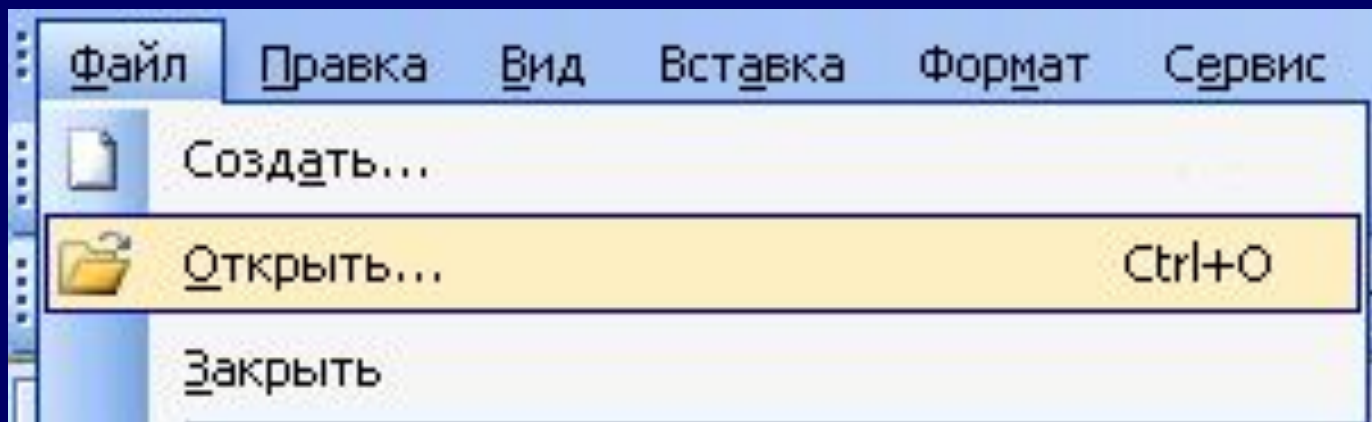 Файл Правка Вид Вставка Формат Сервис
Создать...
Открыть... Ctrl+O
Закрыть